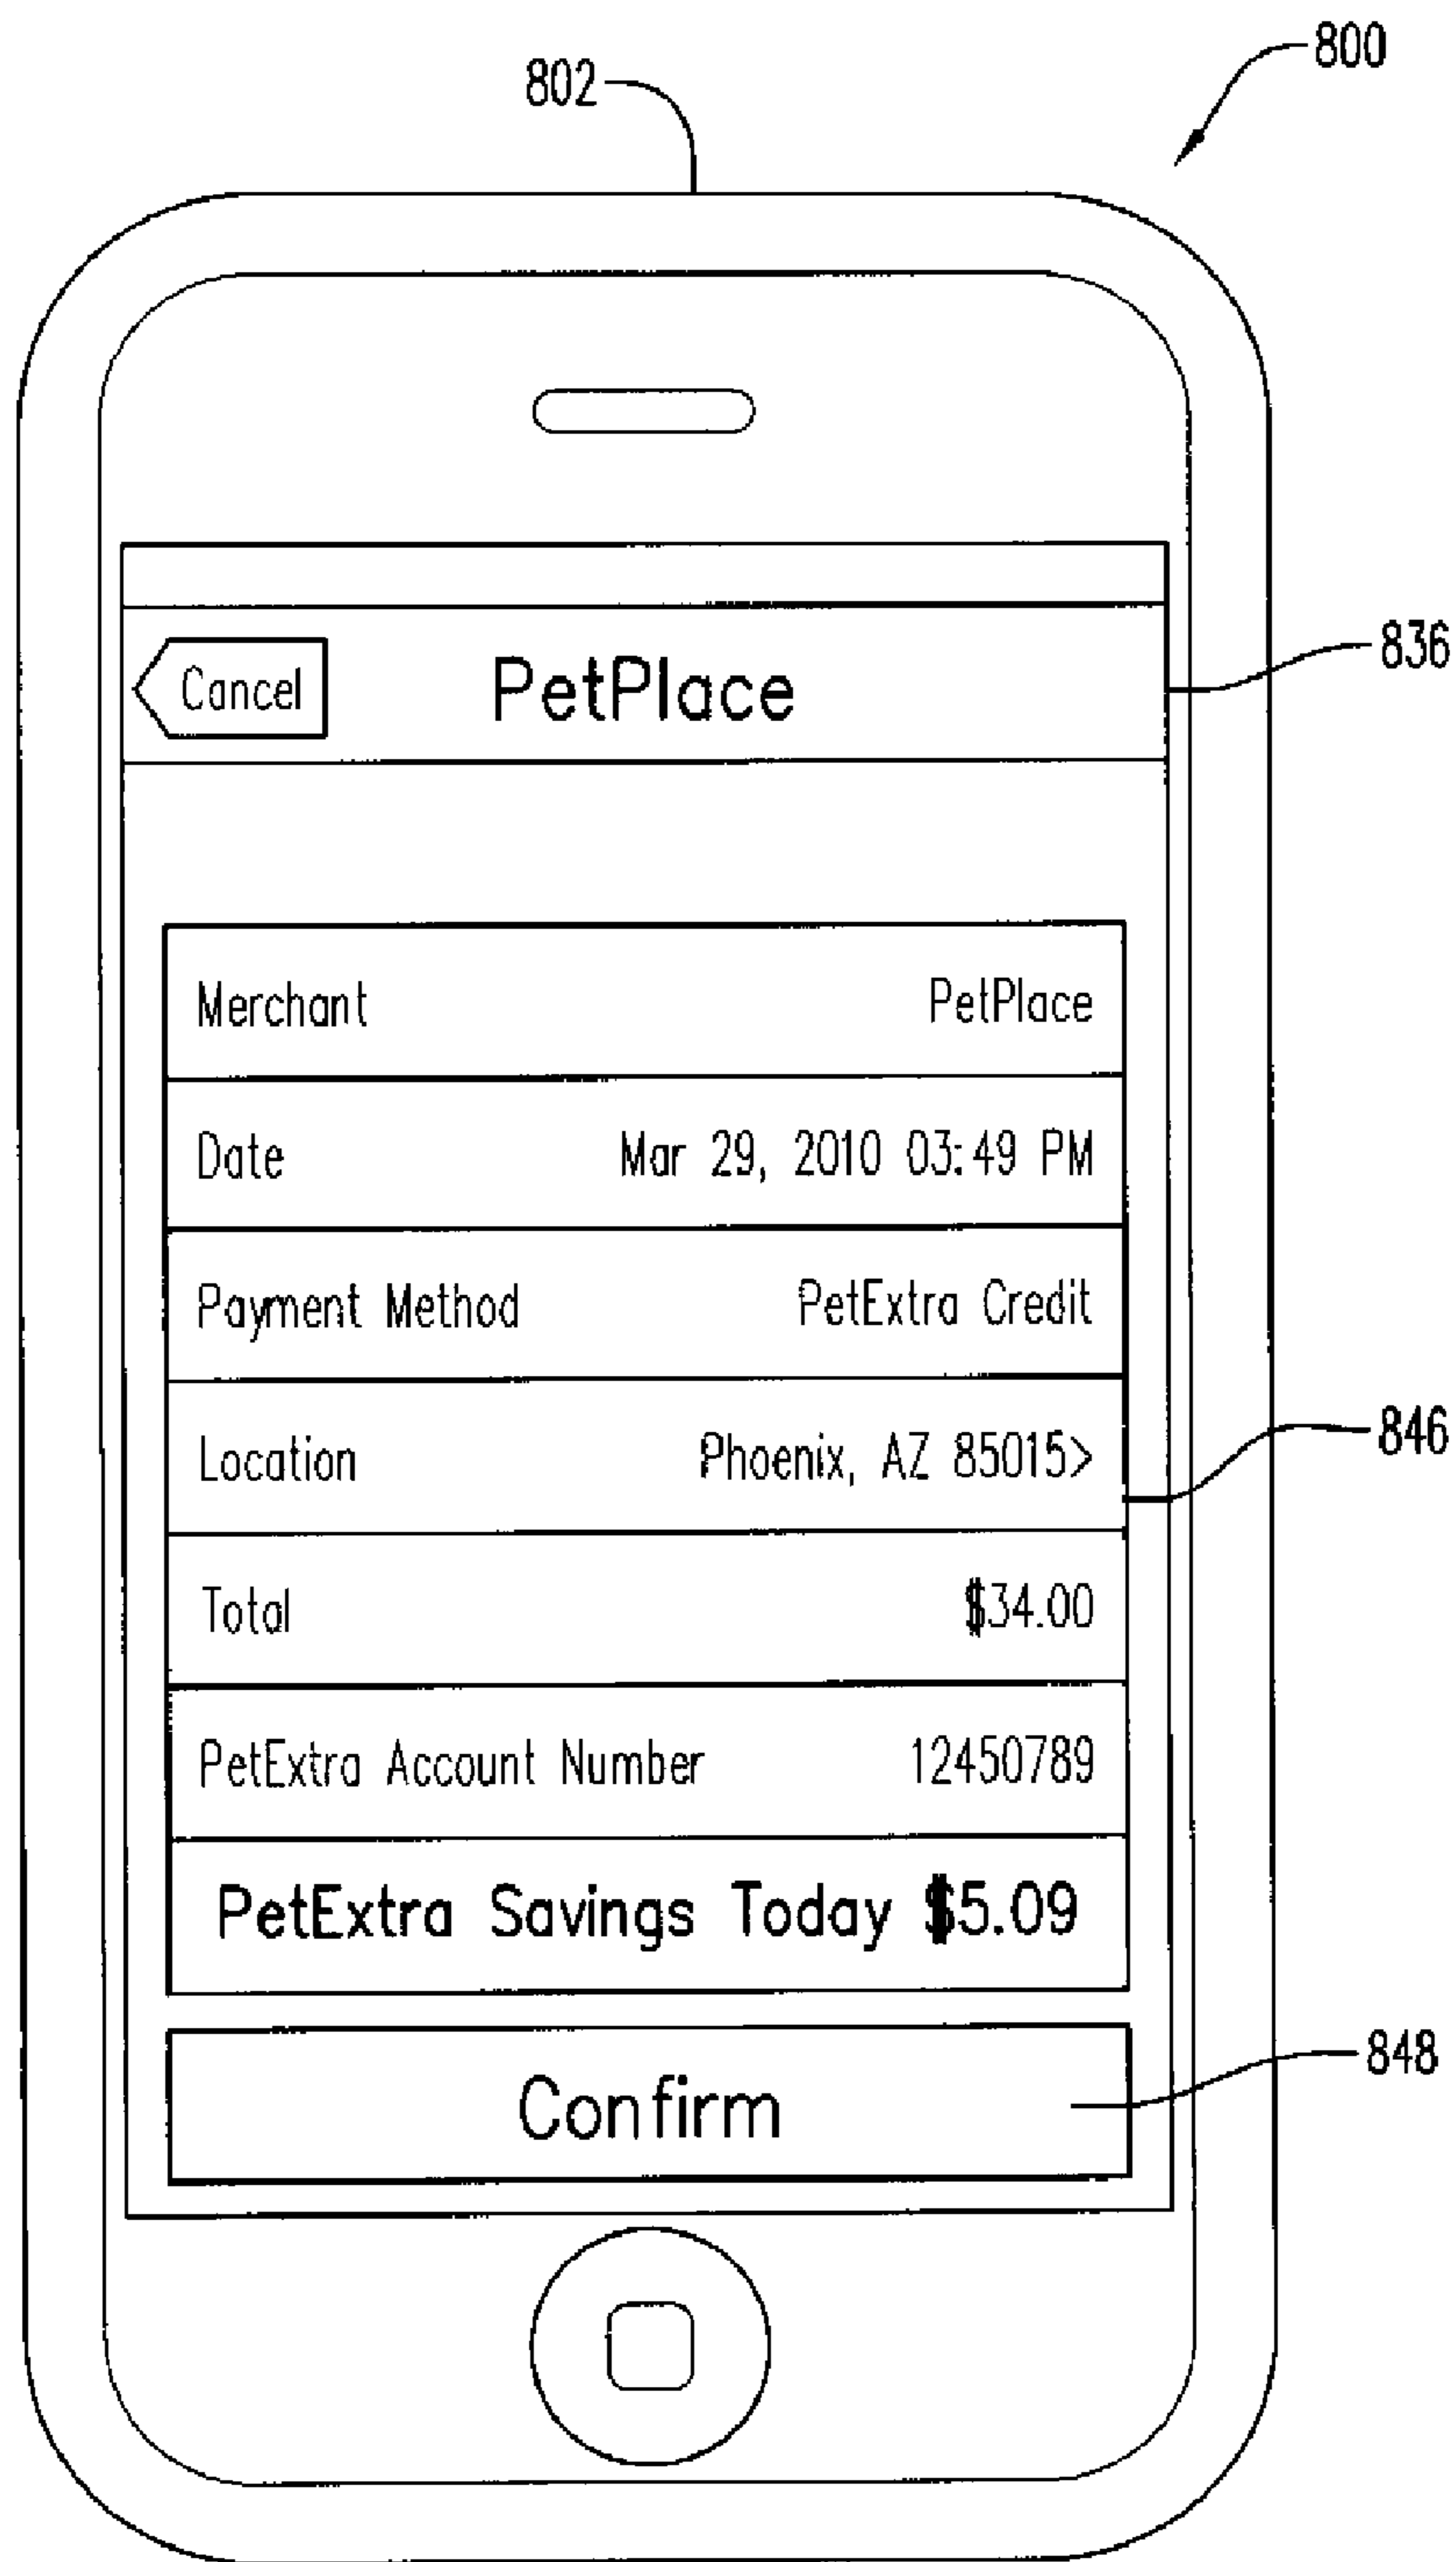 800
802
836
Cancel PetPlace
Merchant PetPlace
Date Mar 29, 2010 03:49 PM
Payment Method PetExtra Credit
846
Location Phoenix, AZ 85015>
Total $34.00
PetExtra Account Number 12450789
PetExtra Savings Today $5.09
848
Confirm